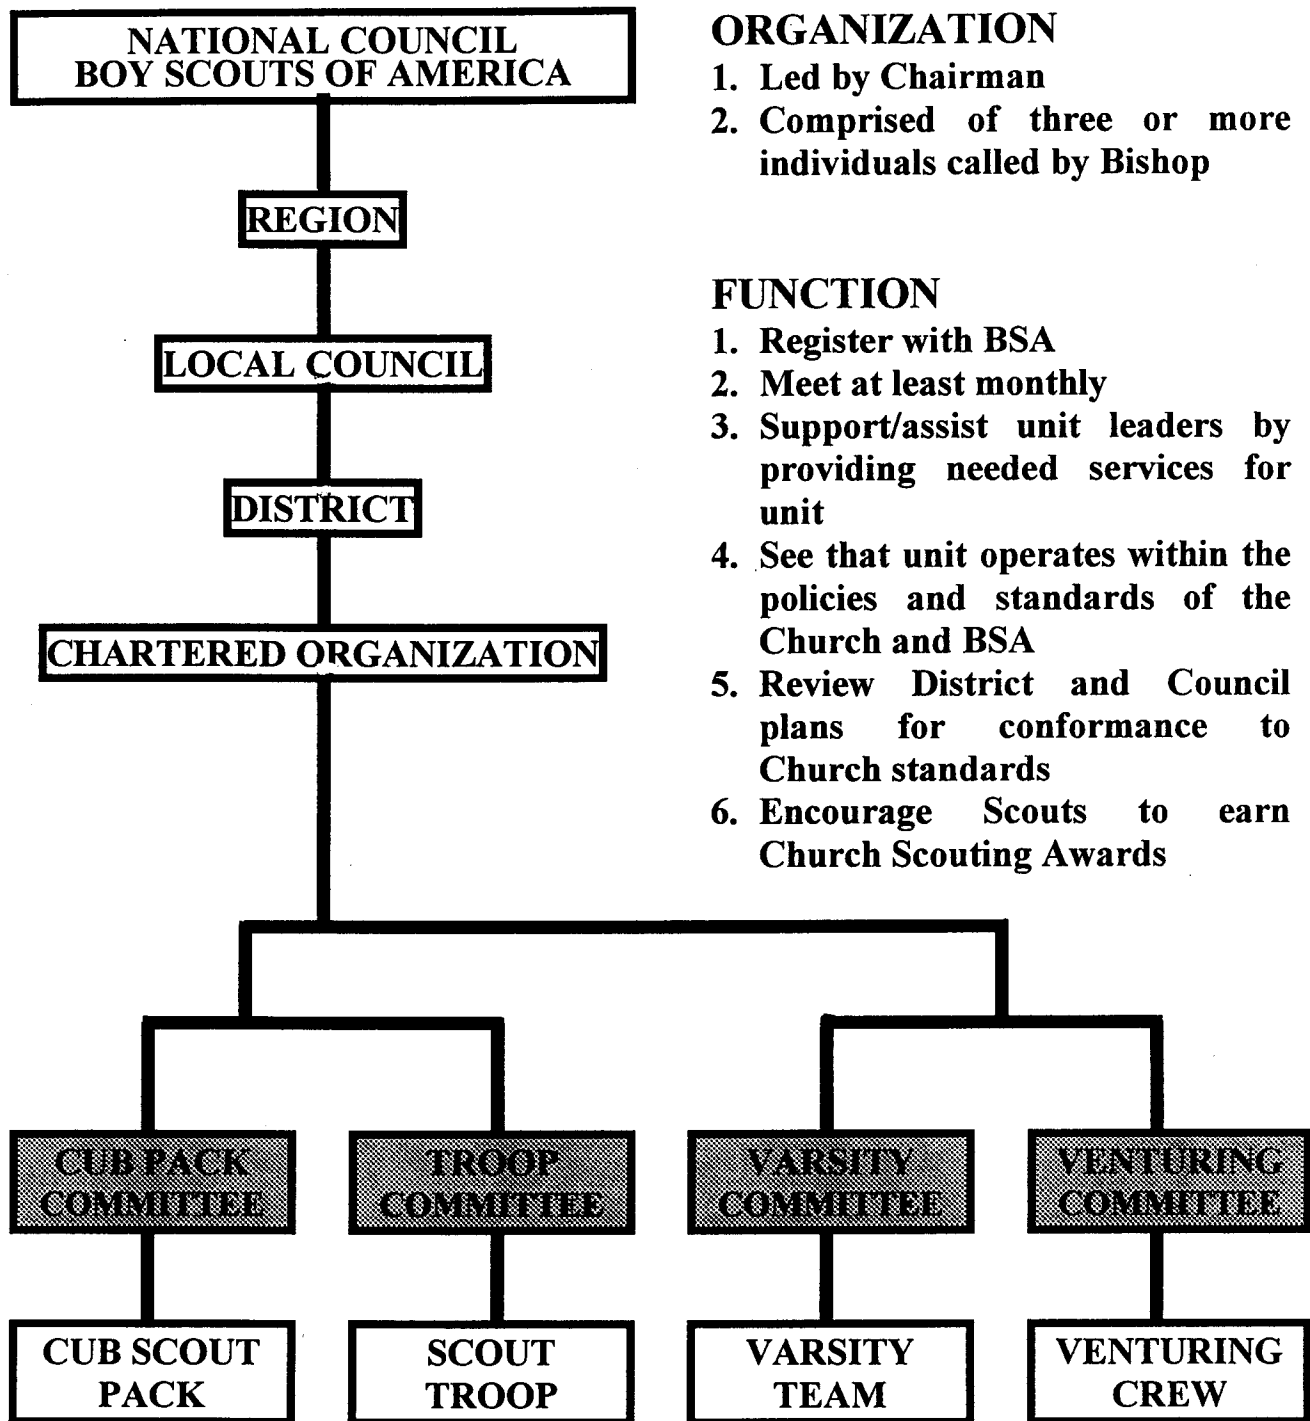 NATIONAL COUNCIL
BOY SCOUTS OF AMERICA
REGION
LOCAL COUNCIL
DISTRICT
CHARTERED ORGANIZATION
ORGANIZATION
1. Led by Chairman
2. Comprised of three or more
individuals called by Bishop
FUNCTION
1. Register with BSA
2. Meet at least monthly
3. Support/assist unit leaders by
providing needed services for
unit
4. See that unit operates within the
policies and standards of the
Church and BSA
5. Review District and Council
plans for conformance to
Church standards
6. Encourage Scouts to earn
Church Scouting Awards
CUB PACK
COMMITTEE
TROOP
COMMITTEE
VARSITY
COMMITTEE
VENTURING
COMMITTEE
CUB SCOUT
PACK
SCOUT
TROOP
VARSITY
TEAM
VENTURING
CREW